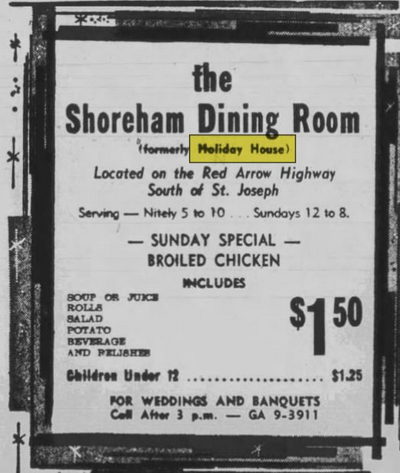 the
Shoreham Dining Room
(formerly Holiday House)
Located on the Red Arrow Highway
South of St. Joseph
Serving — Nitely 5 to 10 . . . Sundays 12 to 8.
— SUNDAY SPECIAL —
BROILED CHICKEN
INCLUDES
SOUP OR JUICE
ROLLS
SALAD
POTATO
BEVERAGE
AND RELISHES
$1 50
Children Under 12 .................... $1.25
FOR WEDDINGS AND BANQUETS
Call After 3 p.m. — GA 9-3911